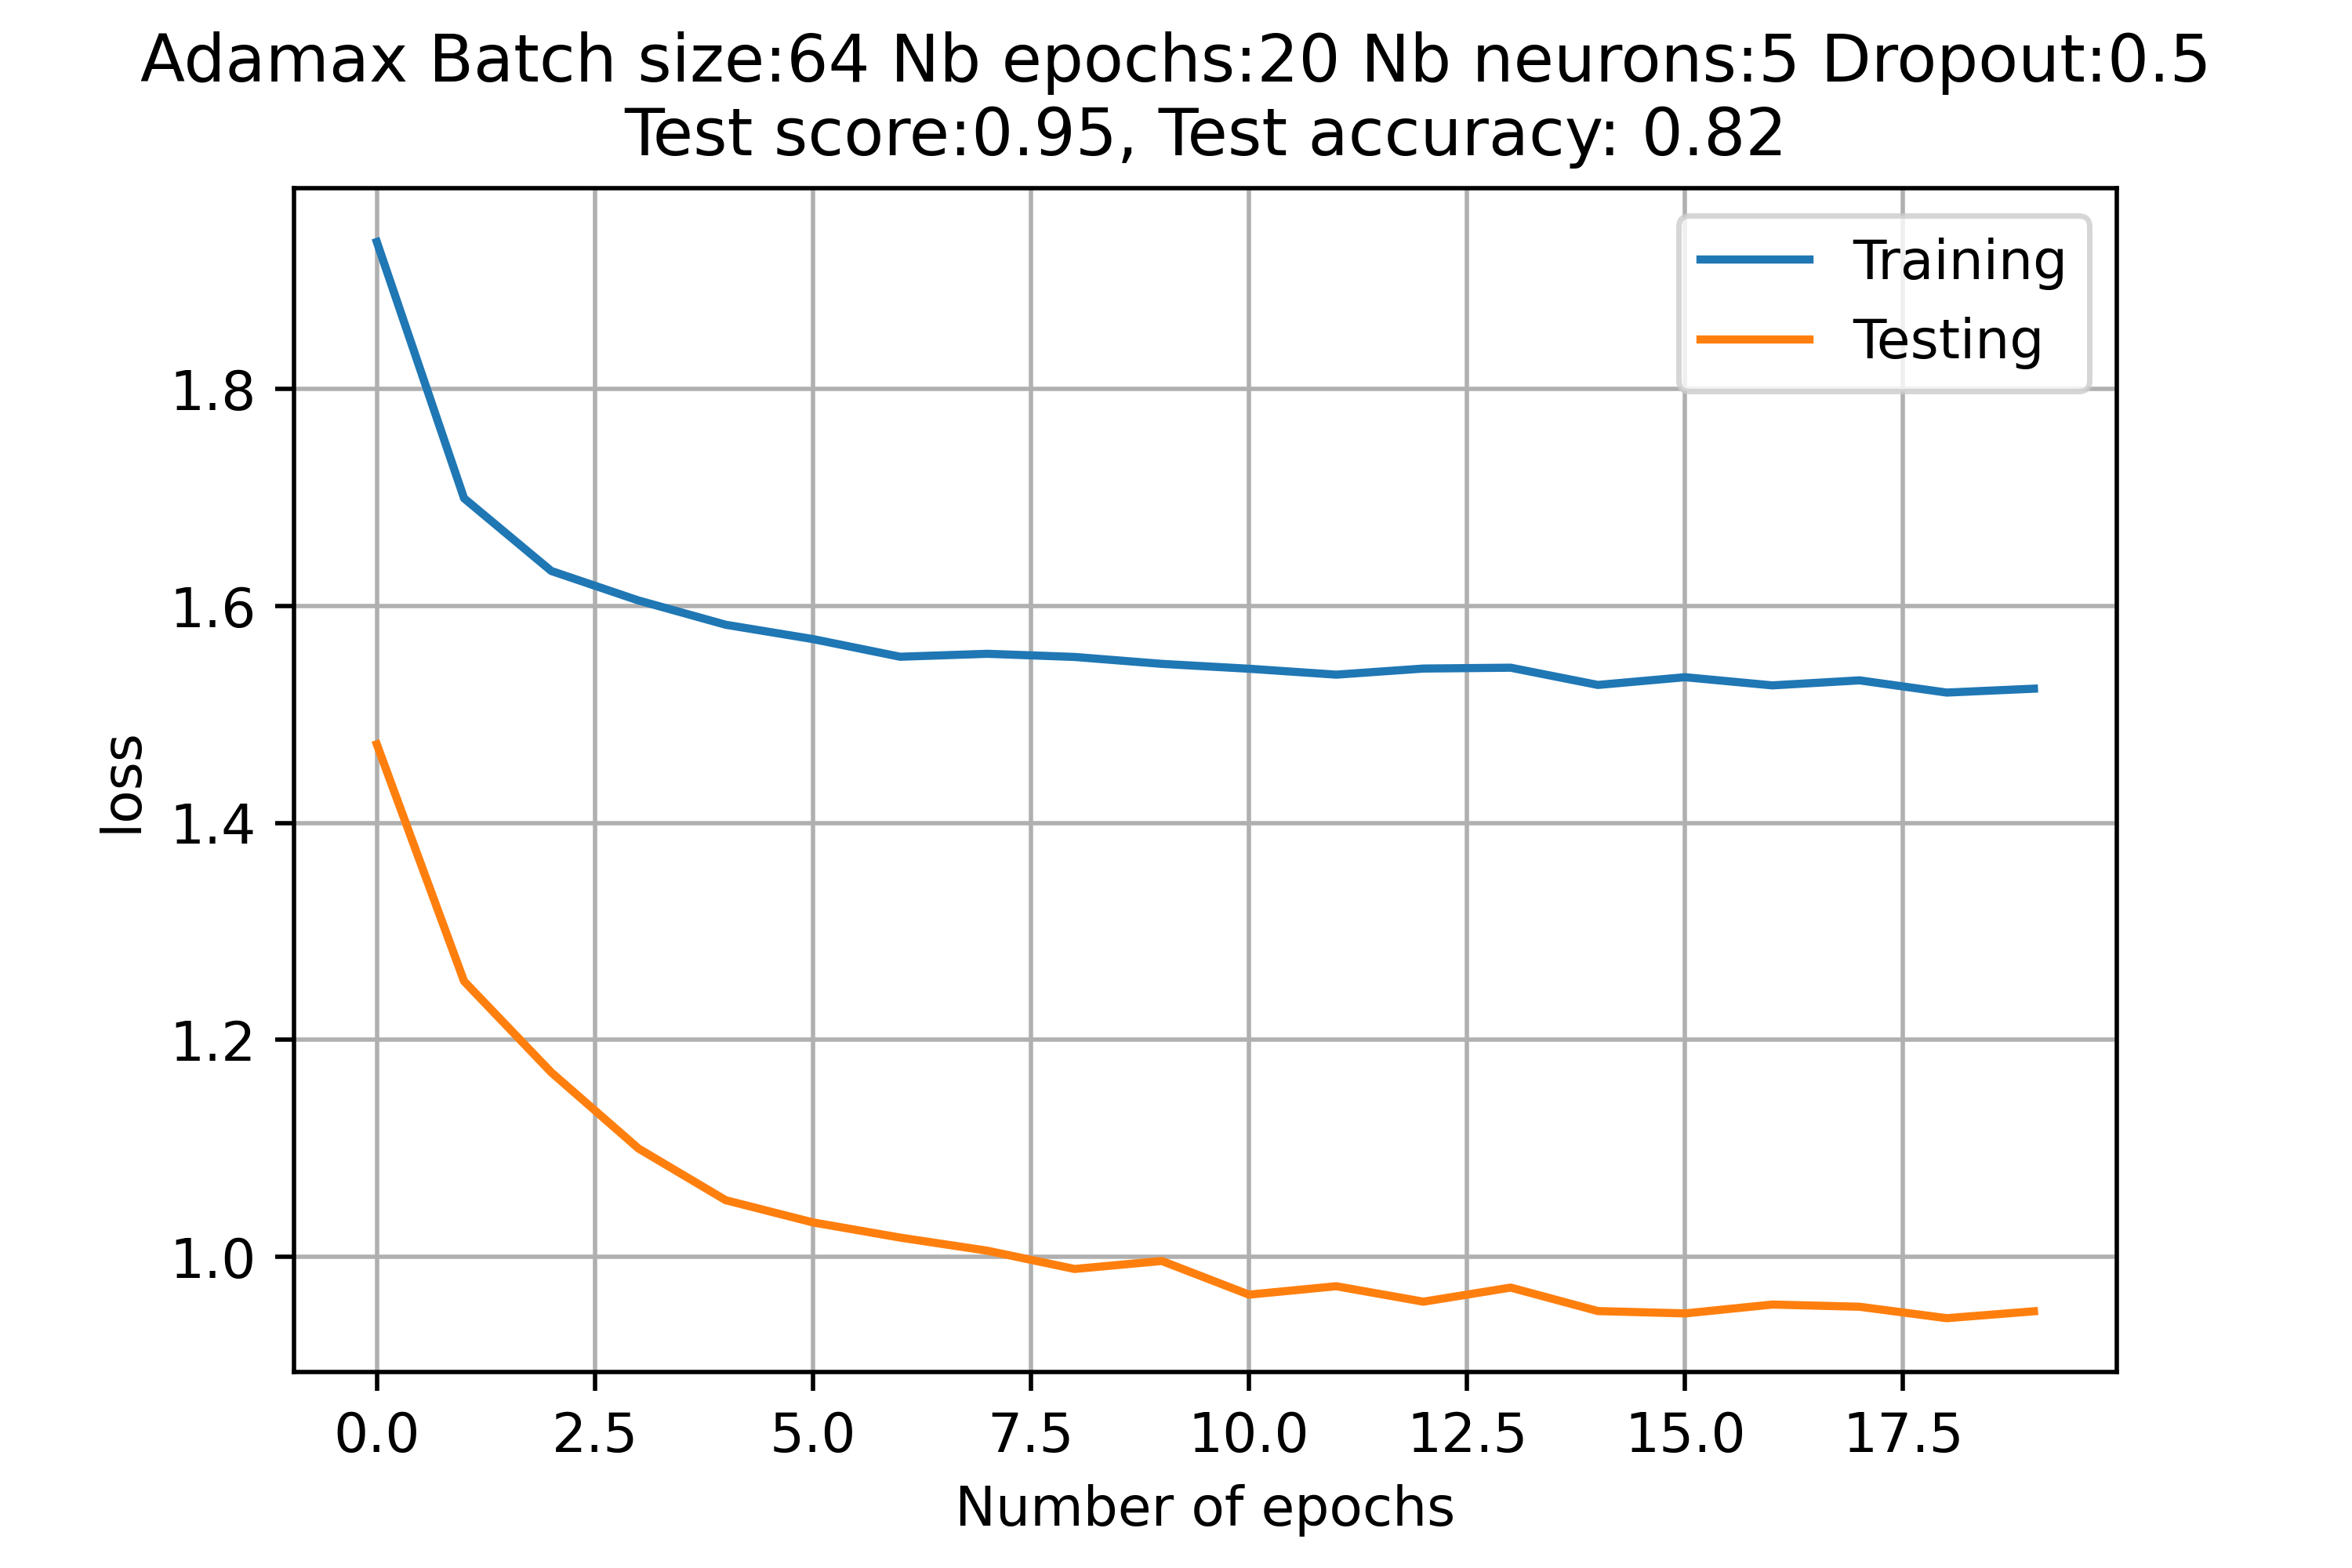 Adamax Batch size:64 Nb epochs:20 Nb neurons:5 Dropout:0.5
Test score:0.95, Test accuracy: 0.82
Training
Testing
1.8
1.6
1.4
1.2
1.0
loss
0.0 2.5 5.0 7.5 10.0 12.5 15.0 17.5
Number of epochs